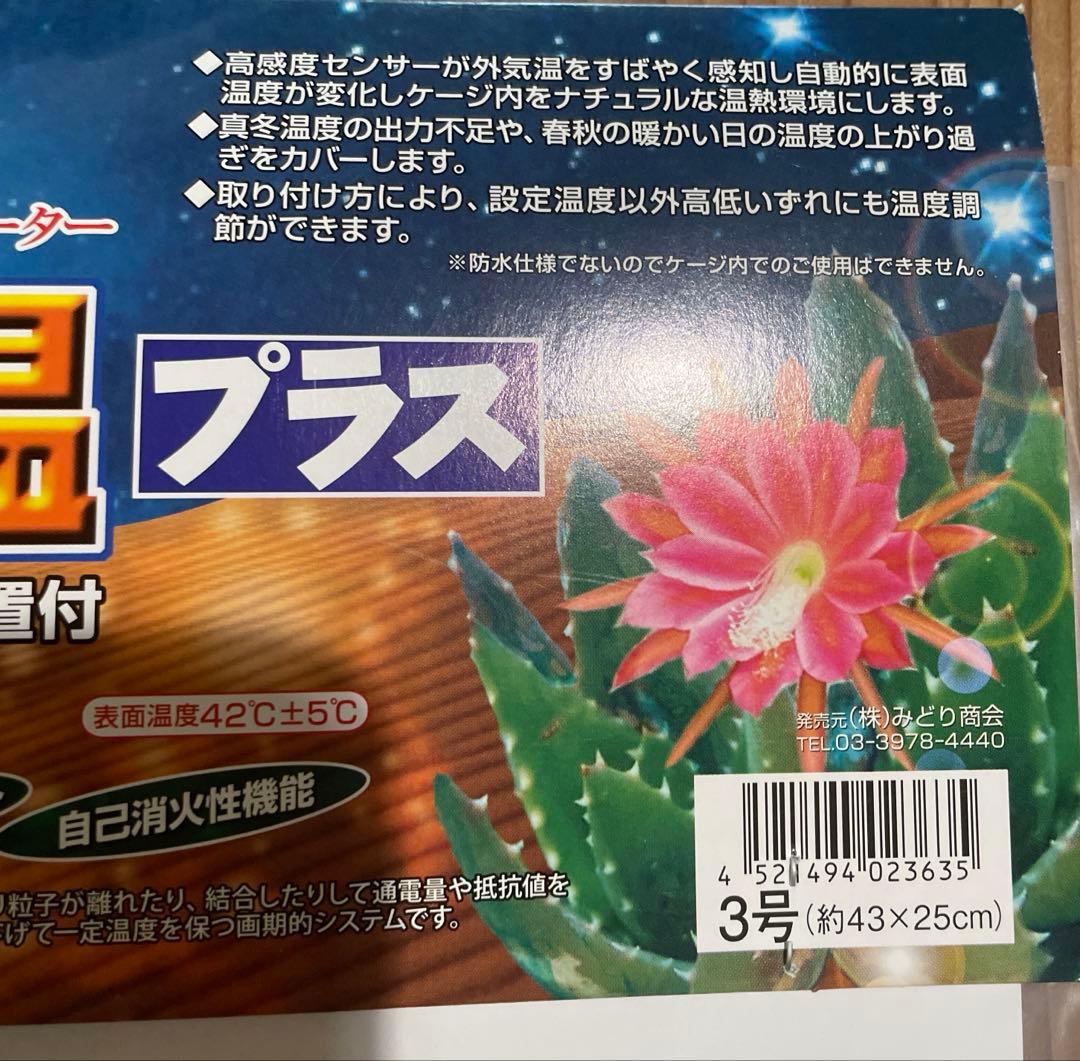 ◆高感度センサーが外気温をすばやく感知し自動的に表面
温度が変化しケージ内をナチュラルな温熱環境にします。
◆真冬温度の出力不足や、春秋の暖かい日の温度の上がり過
ぎをカバーします。
◆取り付け方により、設定温度以外高低いずれにも温度調
節ができます。
※防水仕様でないのでケージ内でのご使用はできません。
ーター
プラス
置付
表面温度42℃±5℃
自己消火性機能
粒子が離れたり、結合したりして通電量や抵抗値を
げて一定温度を保つ画期的システムです。
発売元(株)みどり商会
TEL.03-3978-4440
4 52 494 023635
3号(約43×25cm)